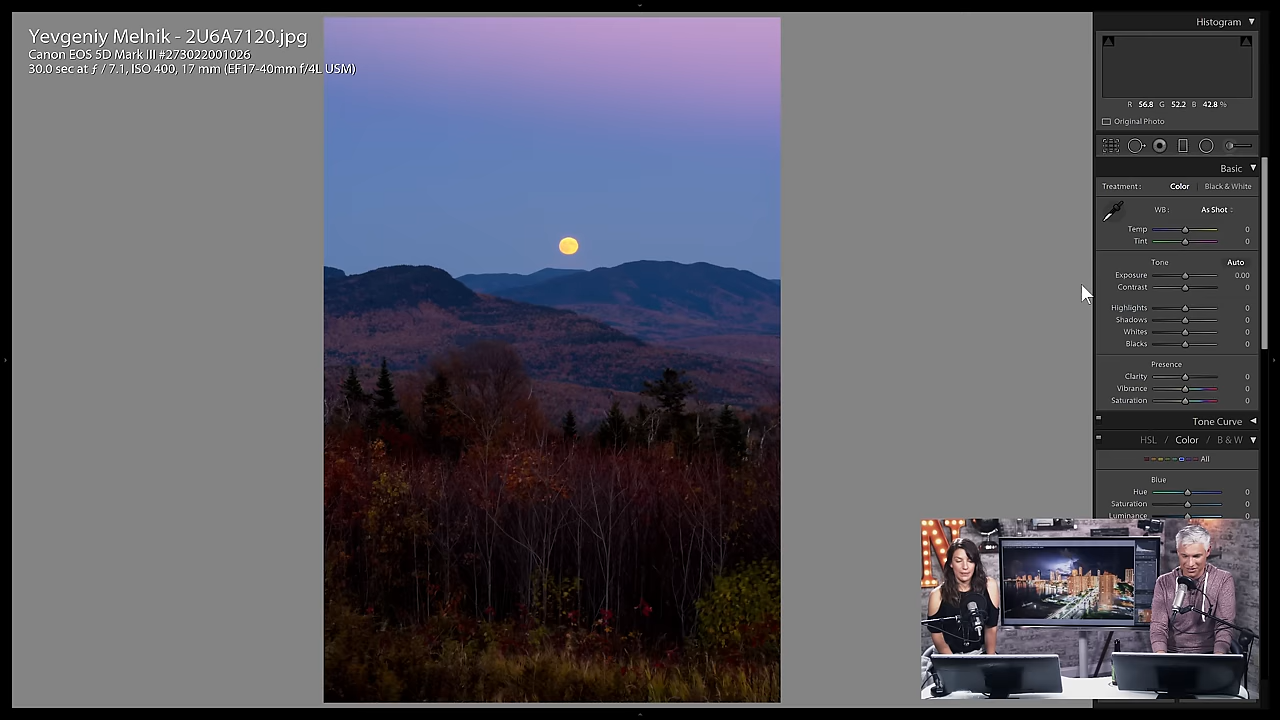 Yevgeniy Melnik - 2U6A7120.jpg
Canon EOS 5D Mark III #273022001026
30.0 sec at ƒ / 7.1, ISO 400, 17 mm (EF17-40mm f/4L USM)
Histogram
R 56.8 G 52.2 B 42.8 %
Original Photo
Basic
Treatment : Color Black & White
WB : As Shot
Temp 0
Tint 0
Tone Auto
Exposure 0.00
Contrast 0
Highlights 0
Shadows 0
Whites 0
Blacks 0
Presence
Clarity 0
Vibrance 0
Saturation 0
Tone Curve
HSL / Color / B & W
All
Blue
Hue 0
Saturation 0
Luminance 0
N